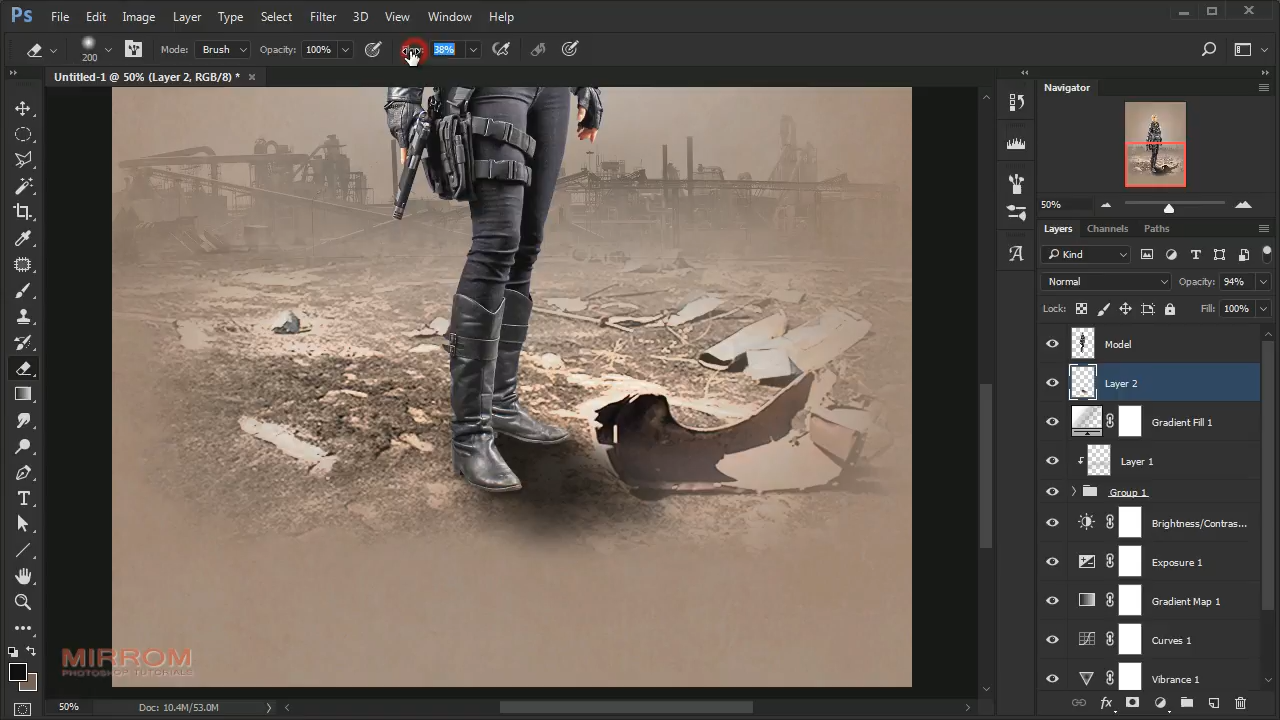 Ps File Edit Image Layer Type Select Filter 3D View Window Help
200 Mode: Brush Opacity: 100% 38%
Untitled-1 @ 50% (Layer 2, RGB/8) *
Navigator
50%
Layers Channels Paths
Kind
Normal Opacity: 94%
Lock: Fill: 100%
Model
Layer 2
Gradient Fill 1
Layer 1
Group 1
Brightness/Contras...
Exposure 1
Gradient Map 1
Curves 1
Vibrance 1
MIRROM
PHOTOSHOP TUTORIALS
50% Doc: 10.4M/53.0M
fx